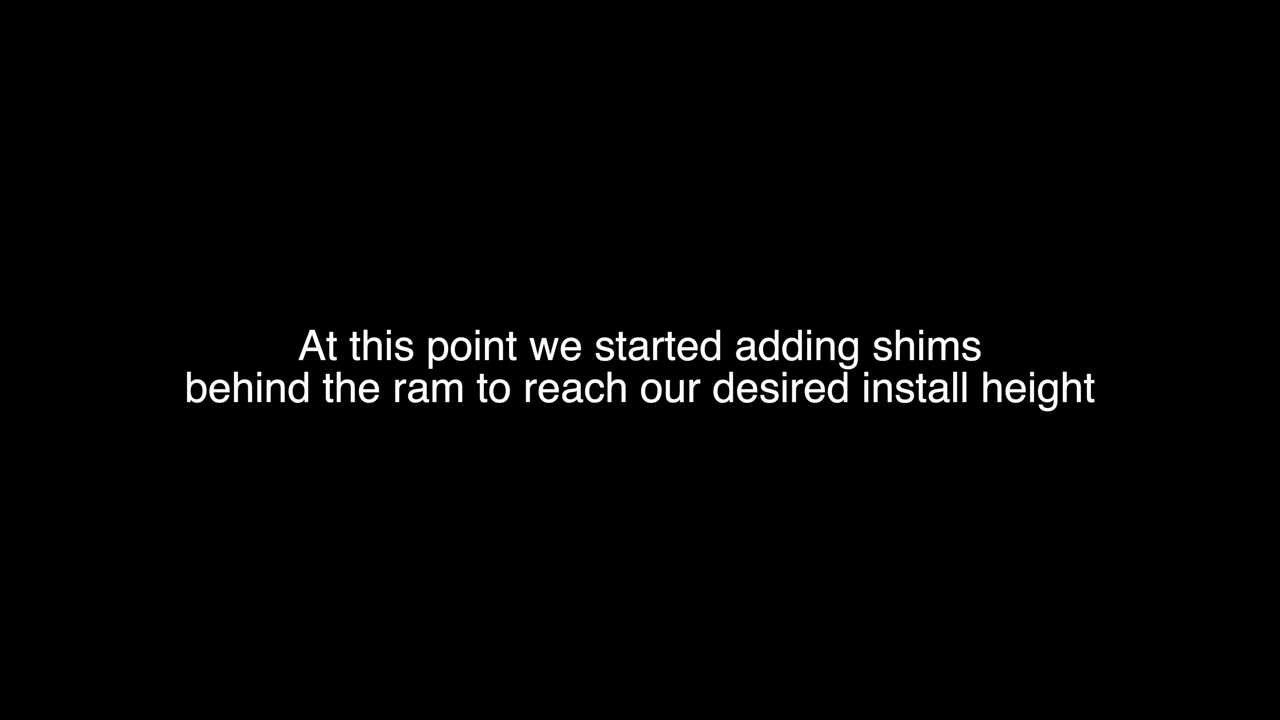 At this point we started adding shims
behind the ram to reach our desired install height